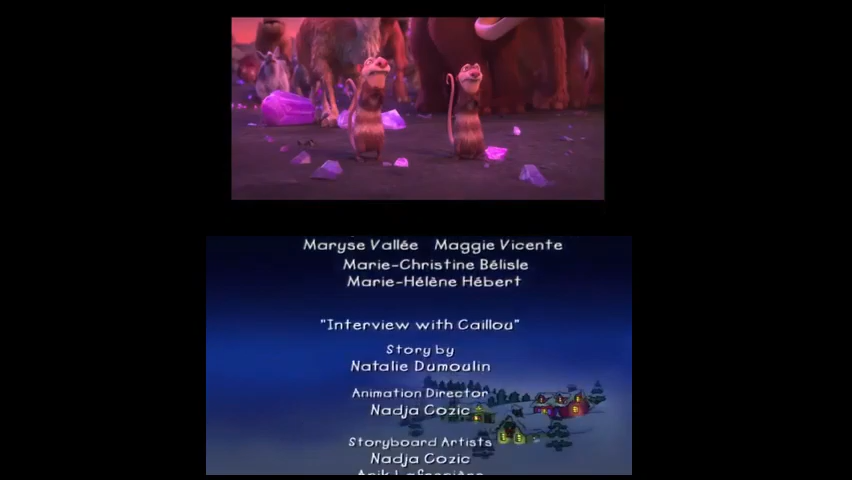 Maryse Vallée Maggie Vicente
Marie-Christine Bélisle
Marie-Hélène Hébert
"Interview with Caillou"
Story by
Natalie Dumoulin
Animation Director
Nadja Cozic
Storyboard Artists
Nadja Cozic